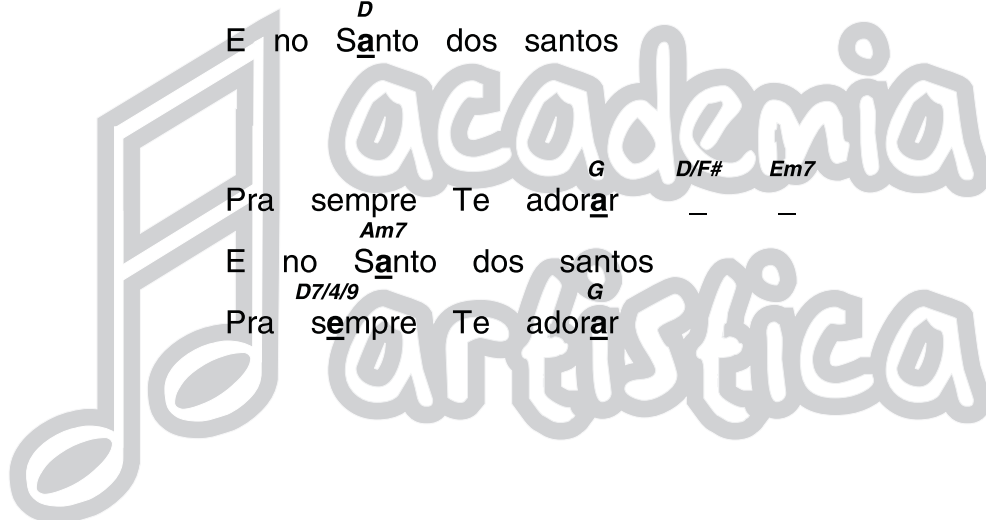 D
E no Santo dos santos
G D/F# Em7
Pra sempre Te adorar _ _
Am7
E no Santo dos santos
D7/4/9 G
Pra sempre Te adorar
academia
artistica